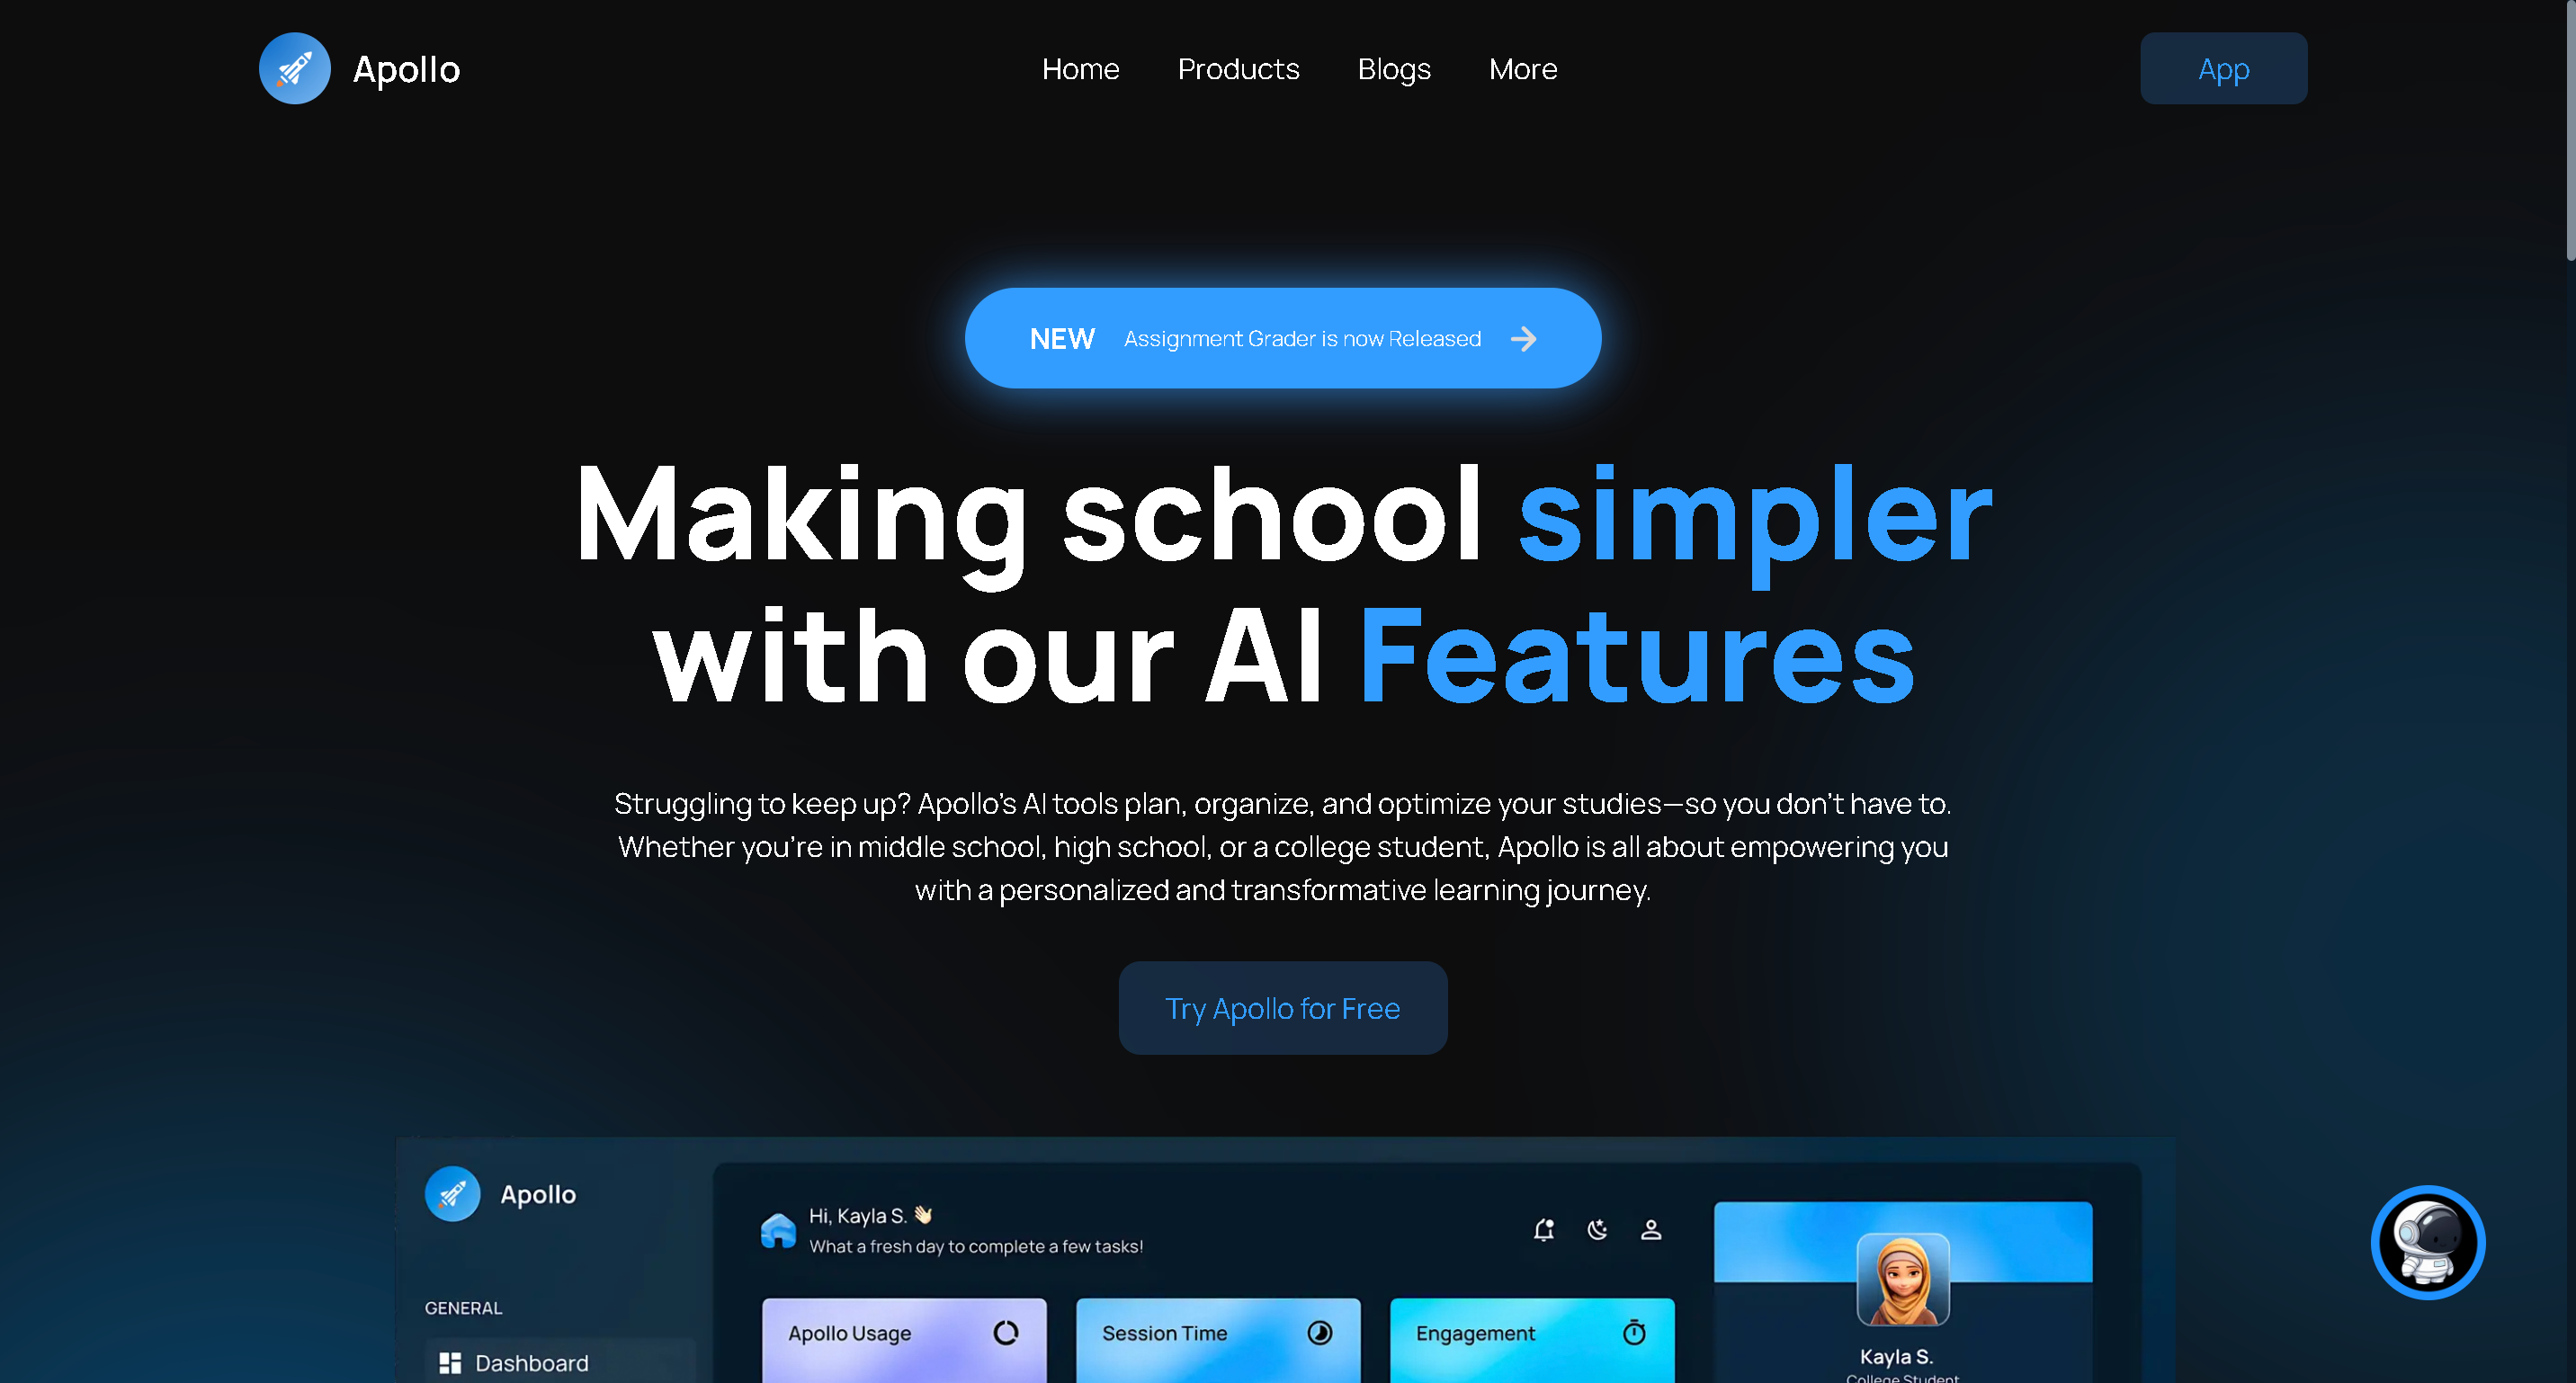 Apollo
Home Products Blogs More
App
NEW Assignment Grader is now Released
Making school simpler
with our AI Features
Struggling to keep up? Apollo's AI tools plan, organize, and optimize your studies—so you don't have to.
Whether you're in middle school, high school, or a college student, Apollo is all about empowering you
with a personalized and transformative learning journey.
Try Apollo for Free
Apollo
Hi, Kayla S. 👋🏻
What a fresh day to complete a few tasks!
GENERAL
Dashboard
Apollo Usage
Session Time
Engagement
Kayla S.
College Student